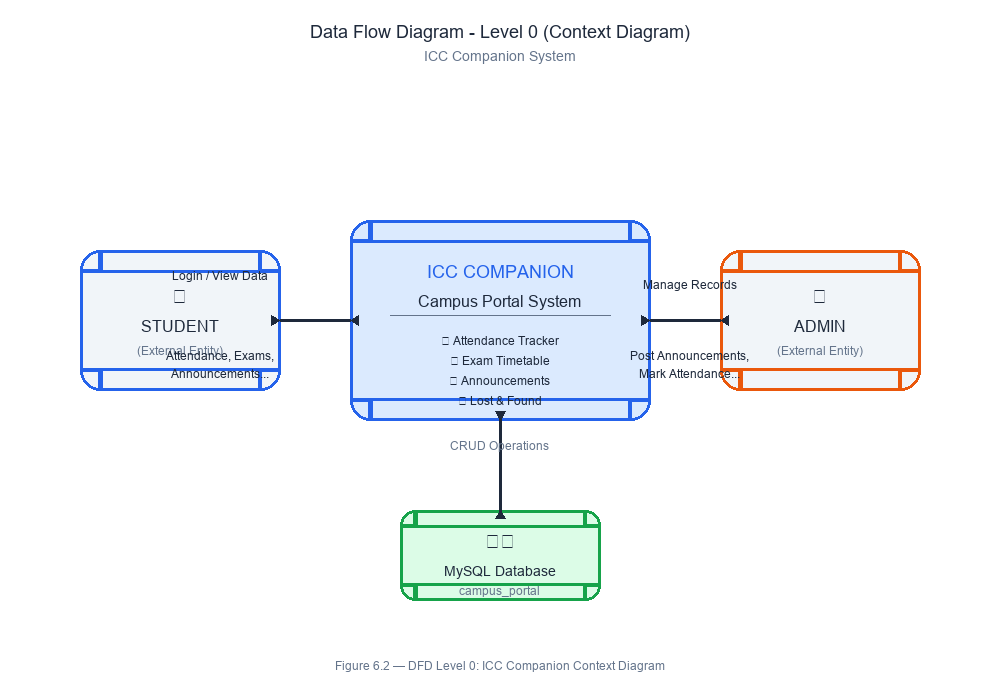 Data Flow Diagram - Level 0 (Context Diagram)
ICC Companion System
Login / View Data
STUDENT
(External Entity)
Attendance, Exams,
Announcements...
ICC COMPANION
Campus Portal System
Attendance Tracker
Exam Timetable
Announcements
Lost & Found
Manage Records
Post Announcements,
Mark Attendance...
ADMIN
(External Entity)
CRUD Operations
MySQL Database
campus_portal
Figure 6.2 — DFD Level 0: ICC Companion Context Diagram